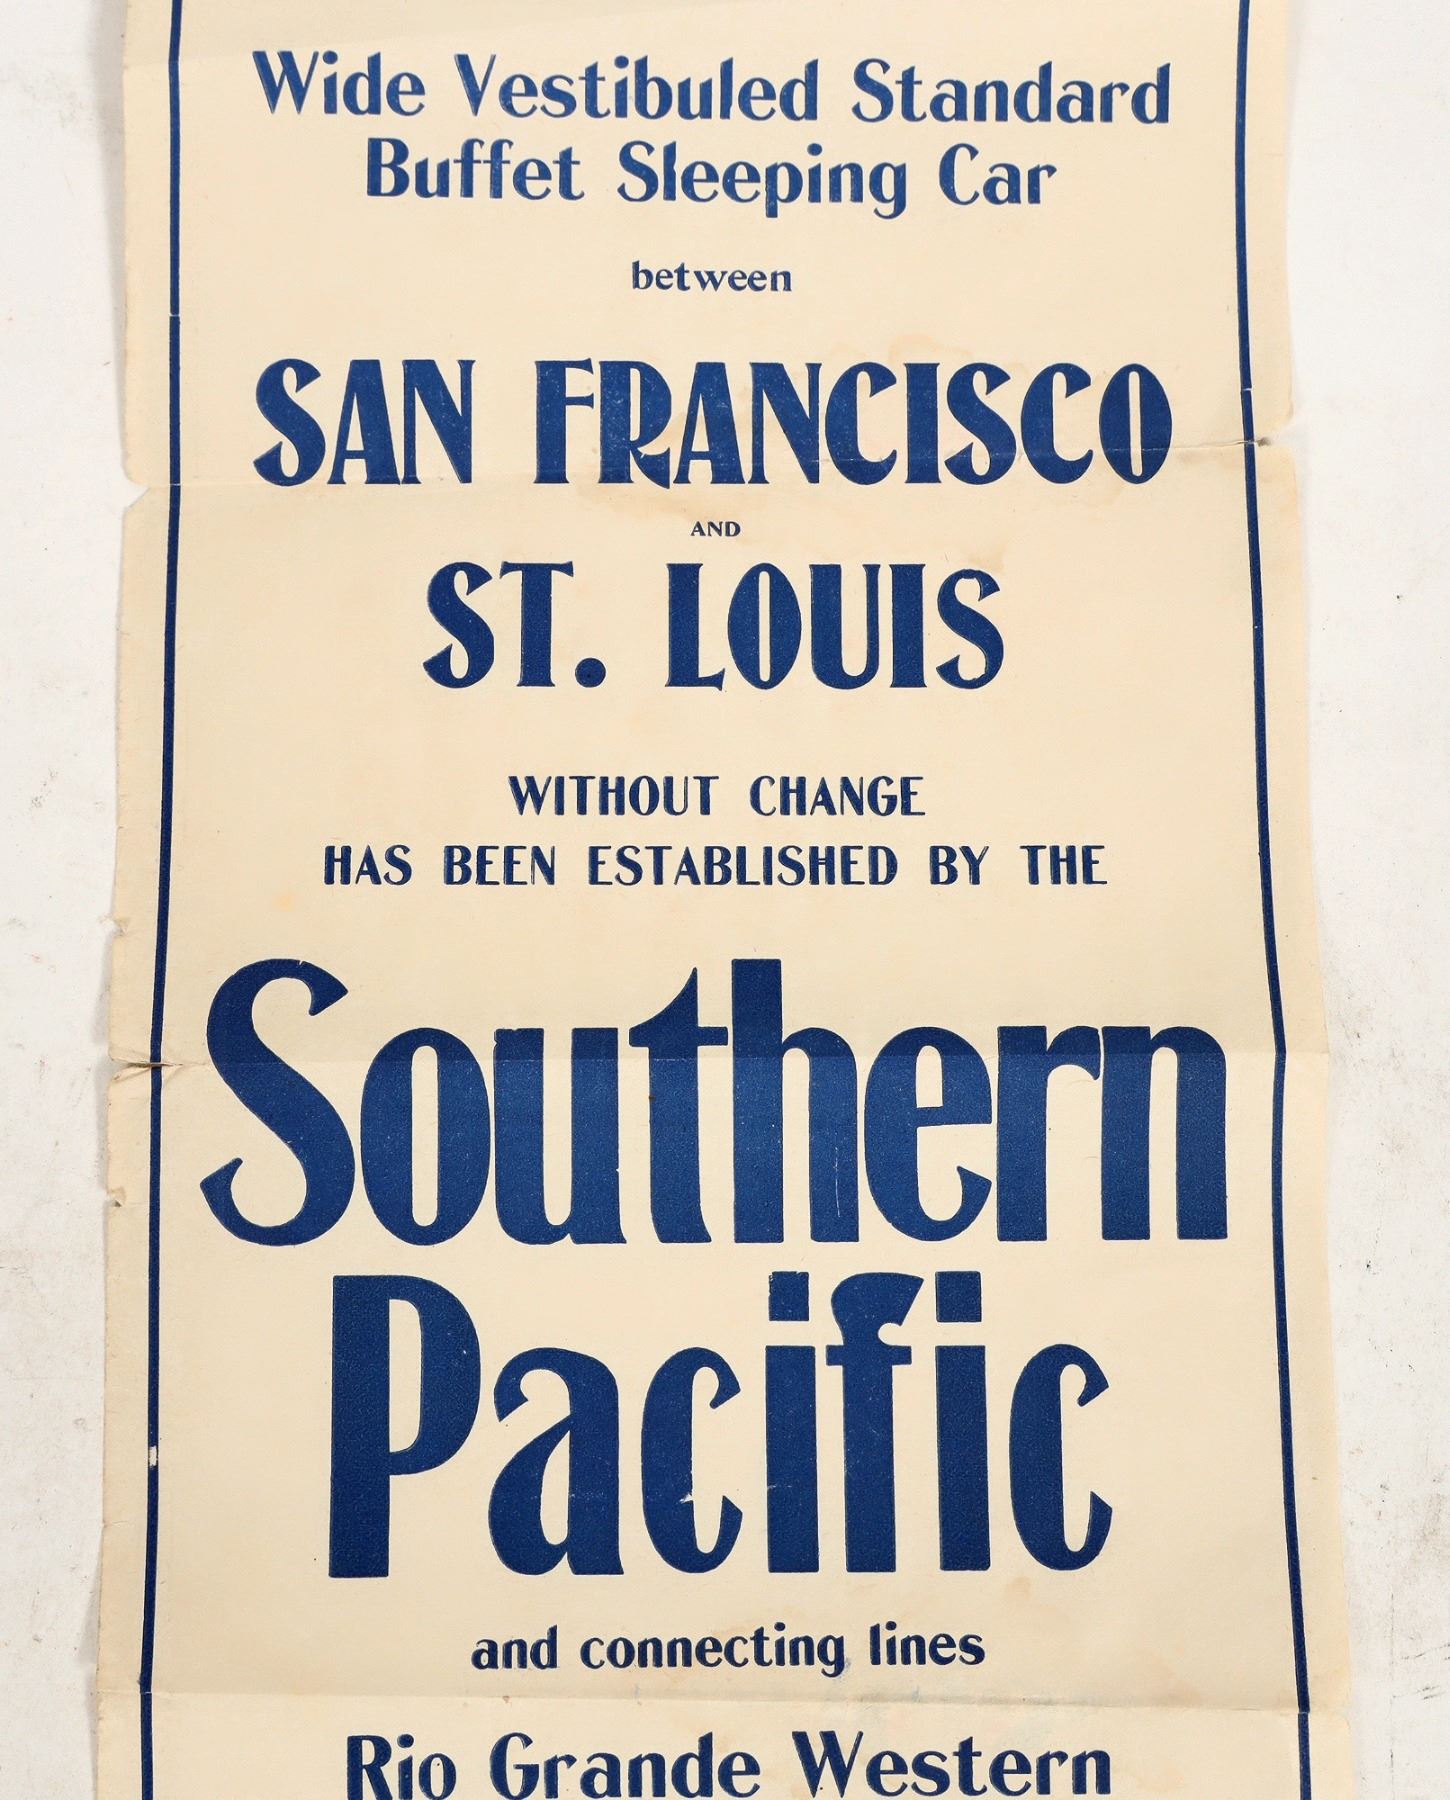 Wide Vestibuled Standard
Buffet Sleeping Car
between
SAN FRANCISCO
AND
ST. LOUIS
WITHOUT CHANGE
HAS BEEN ESTABLISHED BY THE
Southern
Pacific
and connecting lines
Rio Grande Western